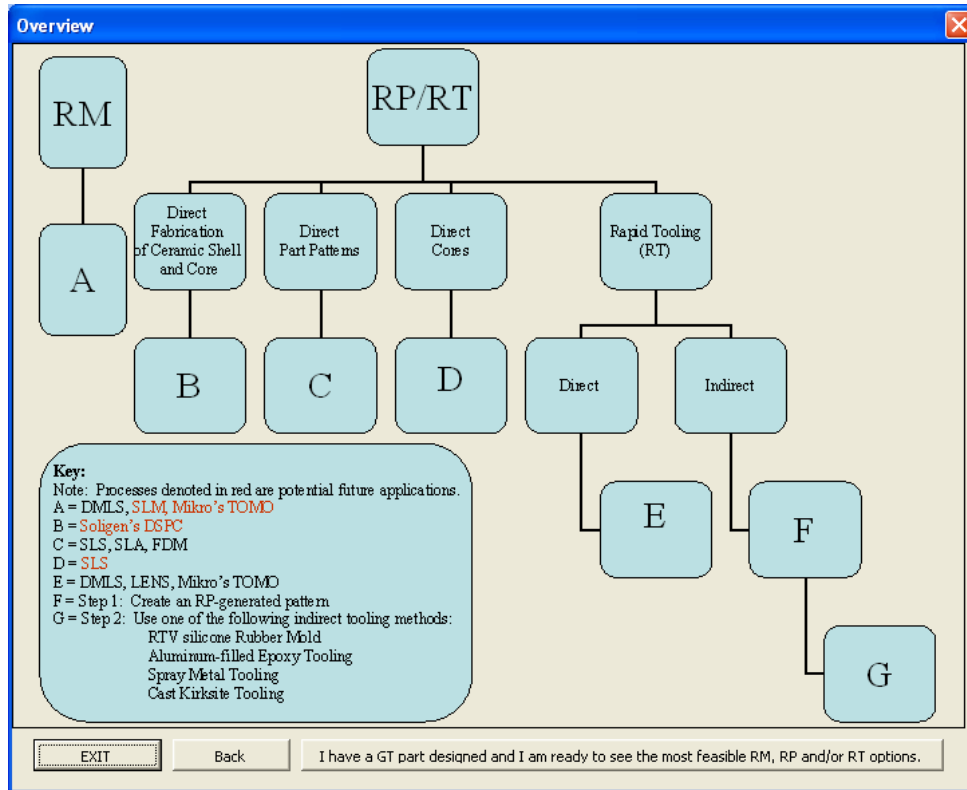 Overview
RM
RP/RT
A
Direct
Fabrication
of Ceramic Shell
and Core
Direct
Part Patterns
Direct
Cores
Rapid Tooling
(RT)
B
C
D
Direct
Indirect
E
F
G
Key:
Note: Processes denoted in red are potential future applications.
A = DMLS, SLM, Mikro's TOMO
B = Soligen's DSPC
C = SLS, SLA, FDM
D = SLS
E = DMLS, LENS, Mikro's TOMO
F = Step 1: Create an RP-generated pattern
G = Step 2: Use one of the following indirect tooling methods:
RTV silicone Rubber Mold
Aluminum-filled Epoxy Tooling
Spray Metal Tooling
Cast Kirksite Tooling
EXIT
Back
I have a GT part designed and I am ready to see the most feasible RM, RP and/or RT options.